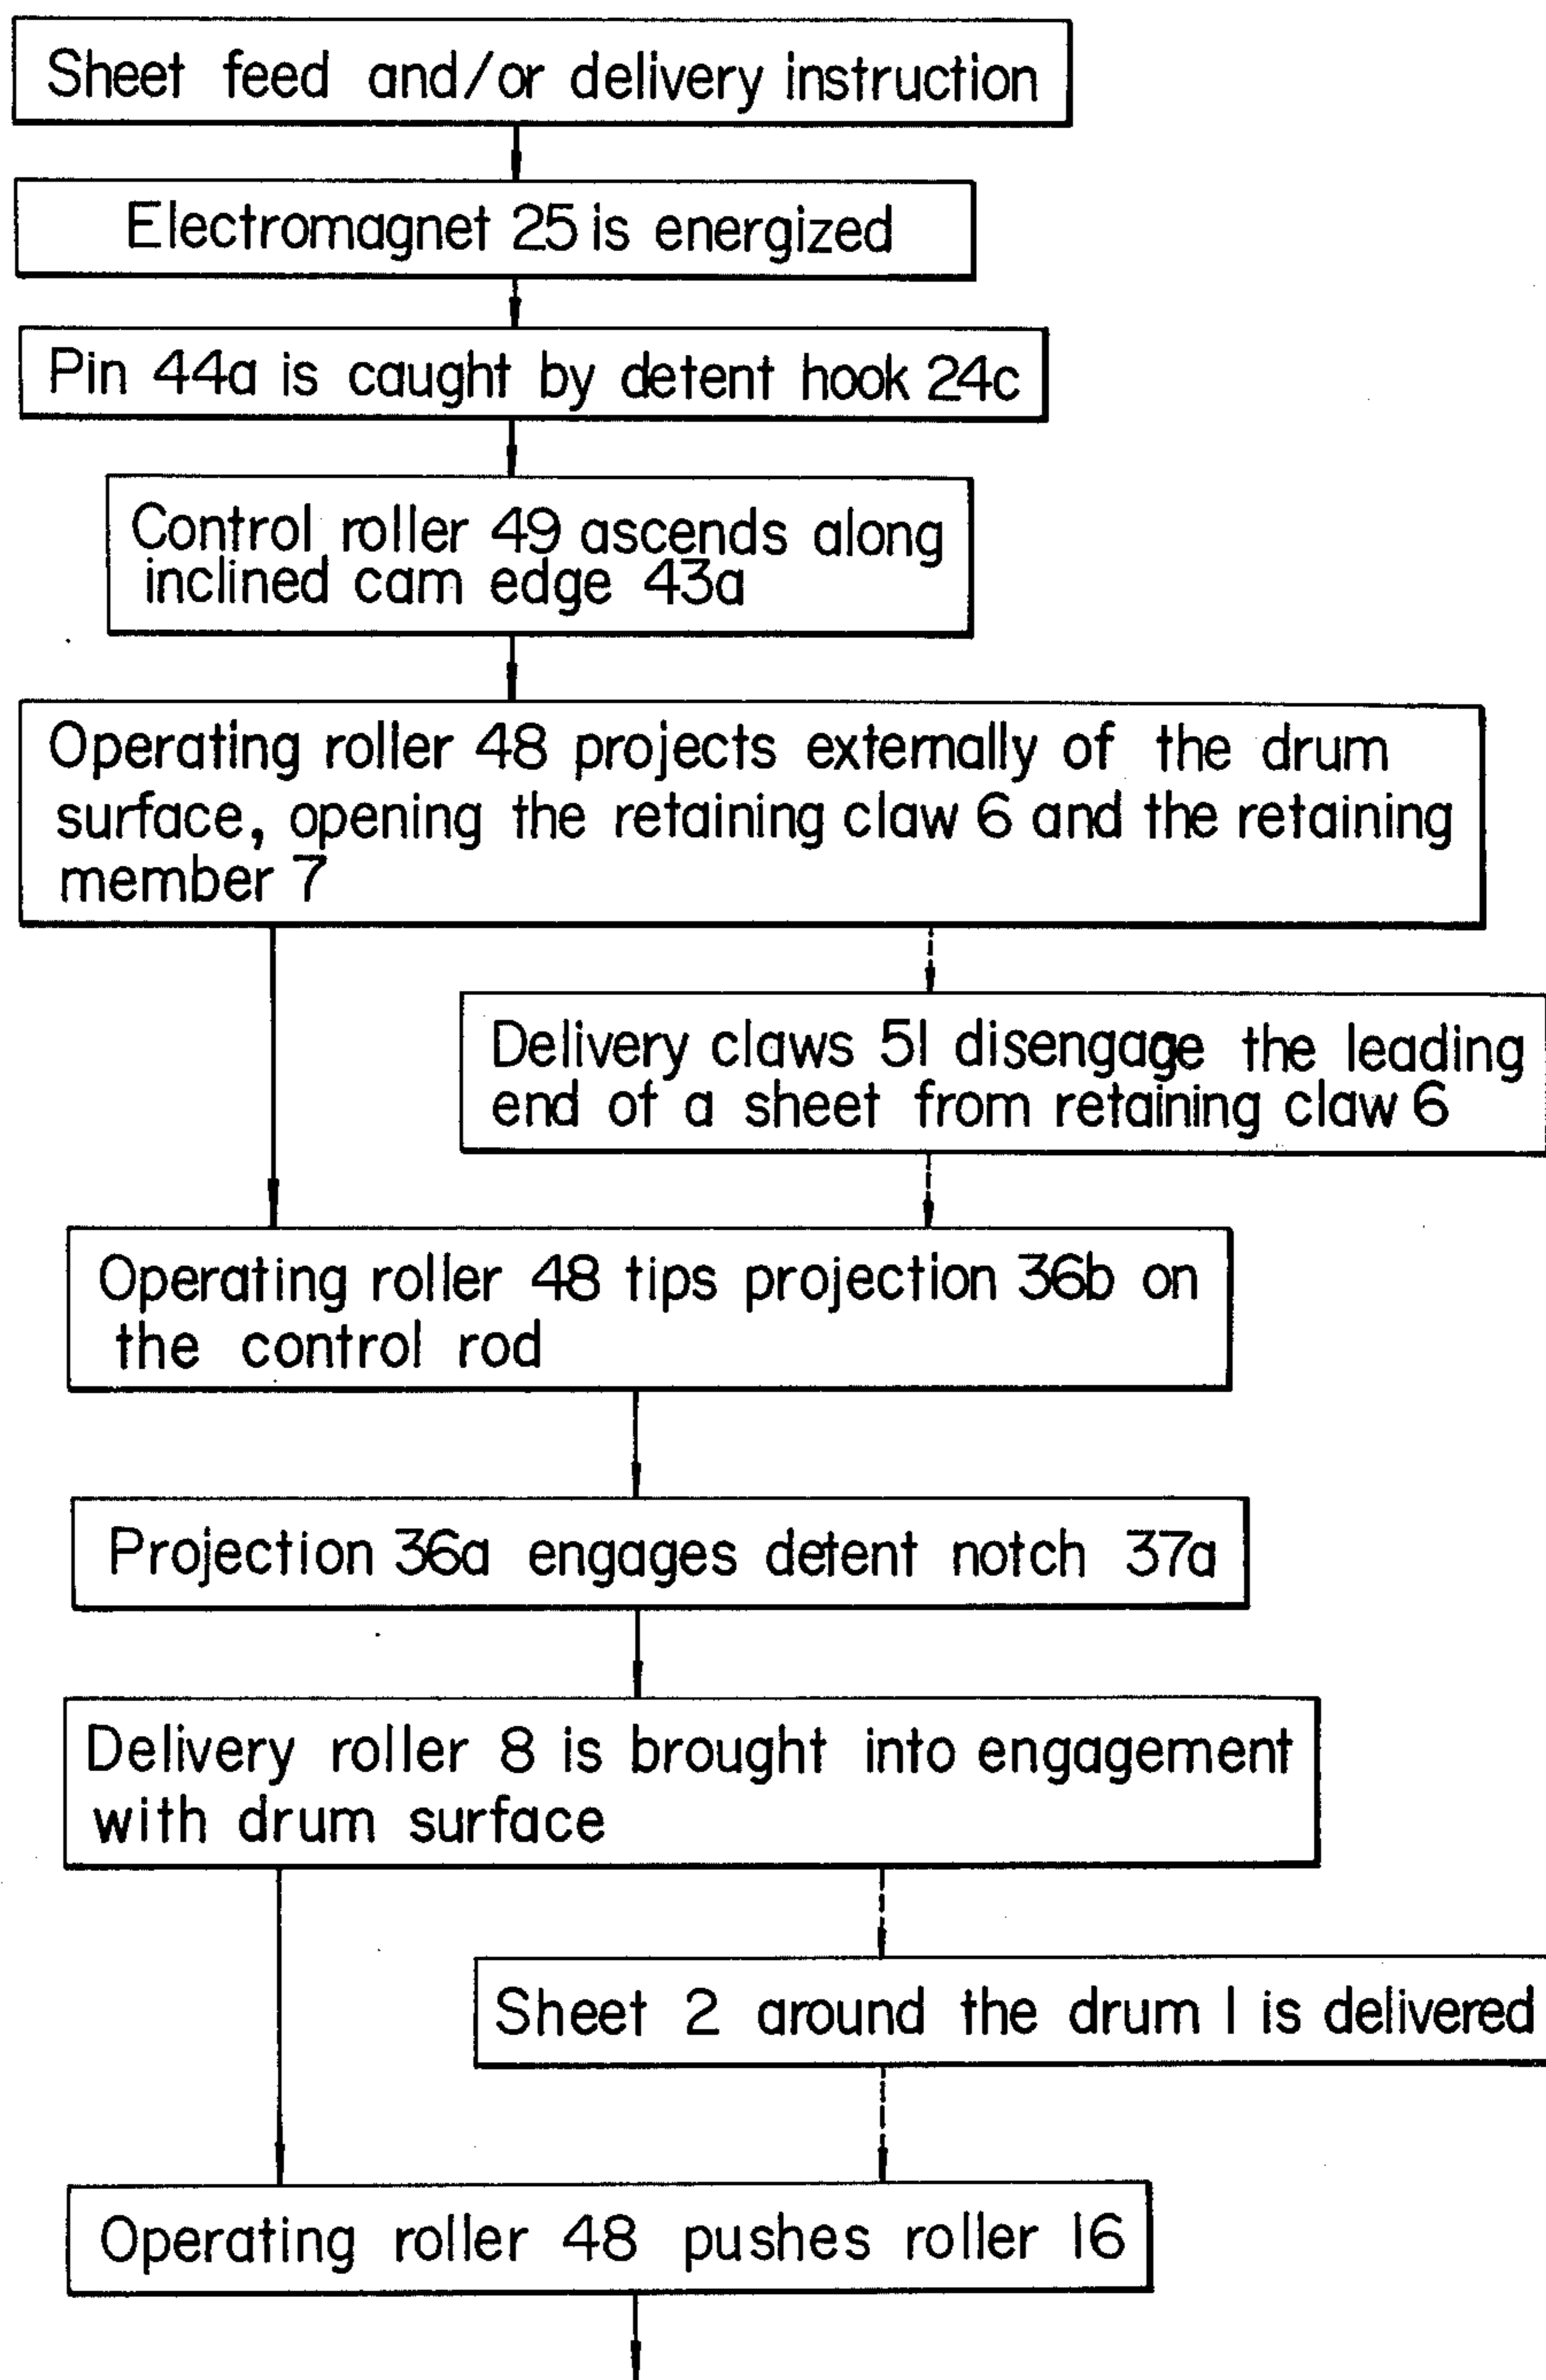 Sheet feed and/or delivery instruction
Electromagnet 25 is energized
Pin 44a is caught by detent hook 24c
Control roller 49 ascends along
inclined cam edge 43a
Operating roller 48 projects externally of the drum
surface, opening the retaining claw 6 and the retaining
member 7
Delivery claws 51 disengage the leading
end of a sheet from retaining claw 6
Operating roller 48 tips projection 36b on
the control rod
Projection 36a engages detent notch 37a
Delivery roller 8 is brought into engagement
with drum surface
Sheet 2 around the drum 1 is delivered
Operating roller 48 pushes roller 16